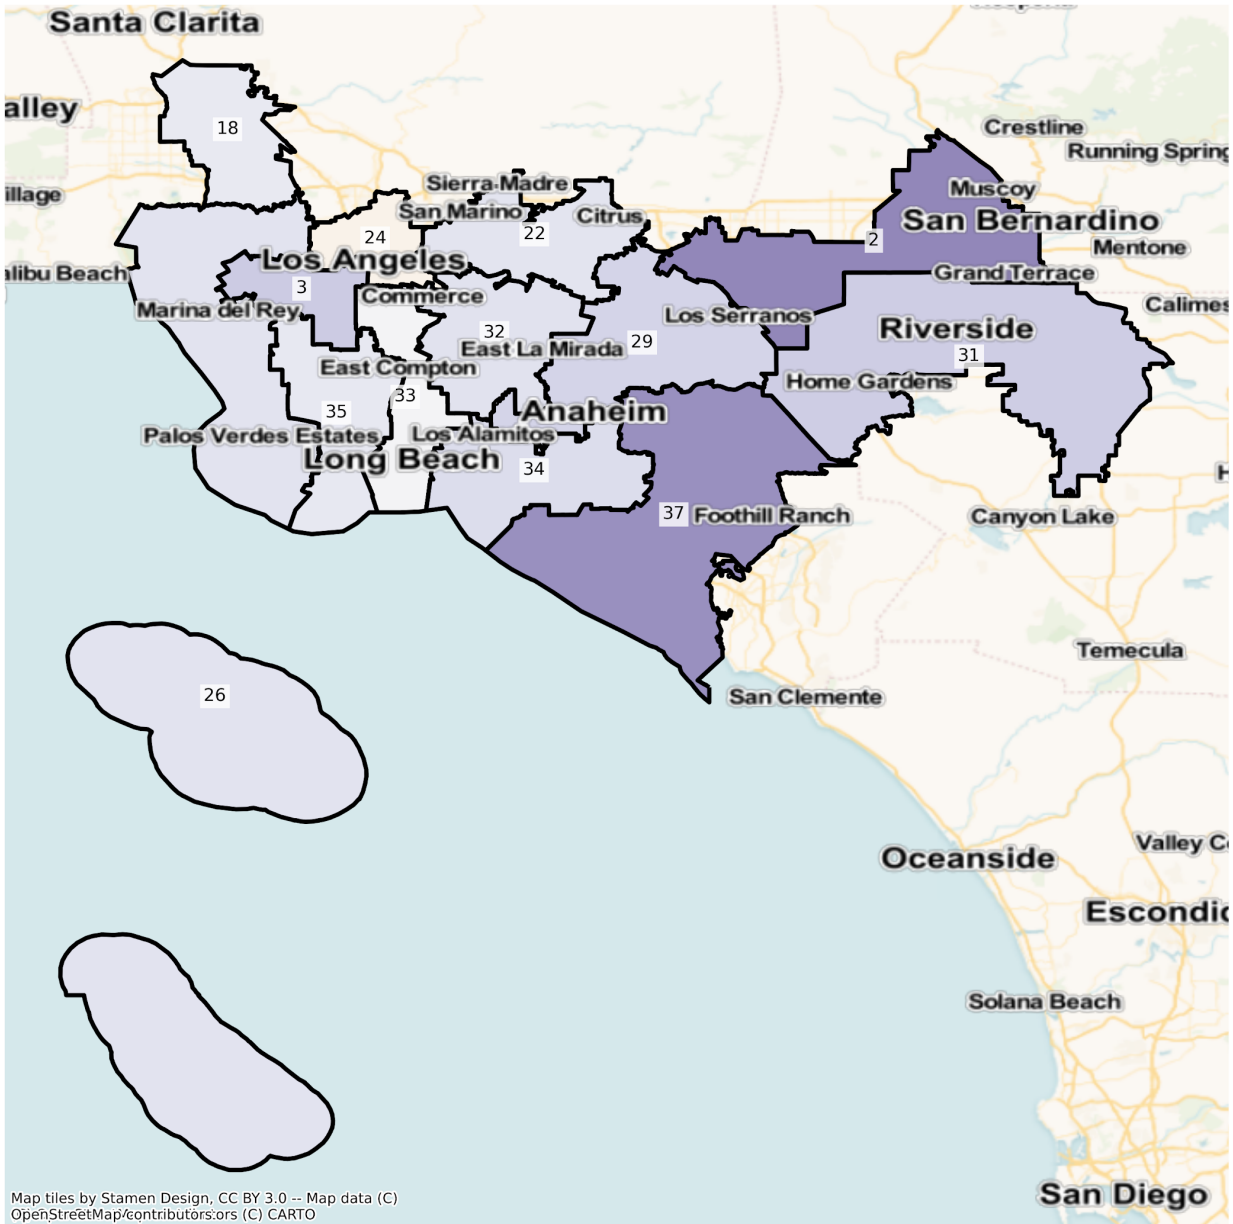 Santa Clarita
alley
18
Crestline
Running Spring
Sierra Madre
Muscoy
illage
San Marino
Citrus
San Bernardino
24
22
2
Mentone
Los Angeles
alibu Beach
Grand Terrace
3
Commerce
Calimes
Marina del Rey
Los Serranos
Riverside
32
East La Mirada
29
31
East Compton
Home Gardens
33
35
Anaheim
Palos Verdes Estates
Los Alamitos
Long Beach
34
37
Foothill Ranch
Canyon Lake
H
Temecula
26
San Clemente
Valley C
Oceanside
Escondid
Solana Beach
San Diego
Map tiles by Stamen Design, CC BY 3.0 -- Map data (C)
OpenStreetMap contributors
(C) CARTO